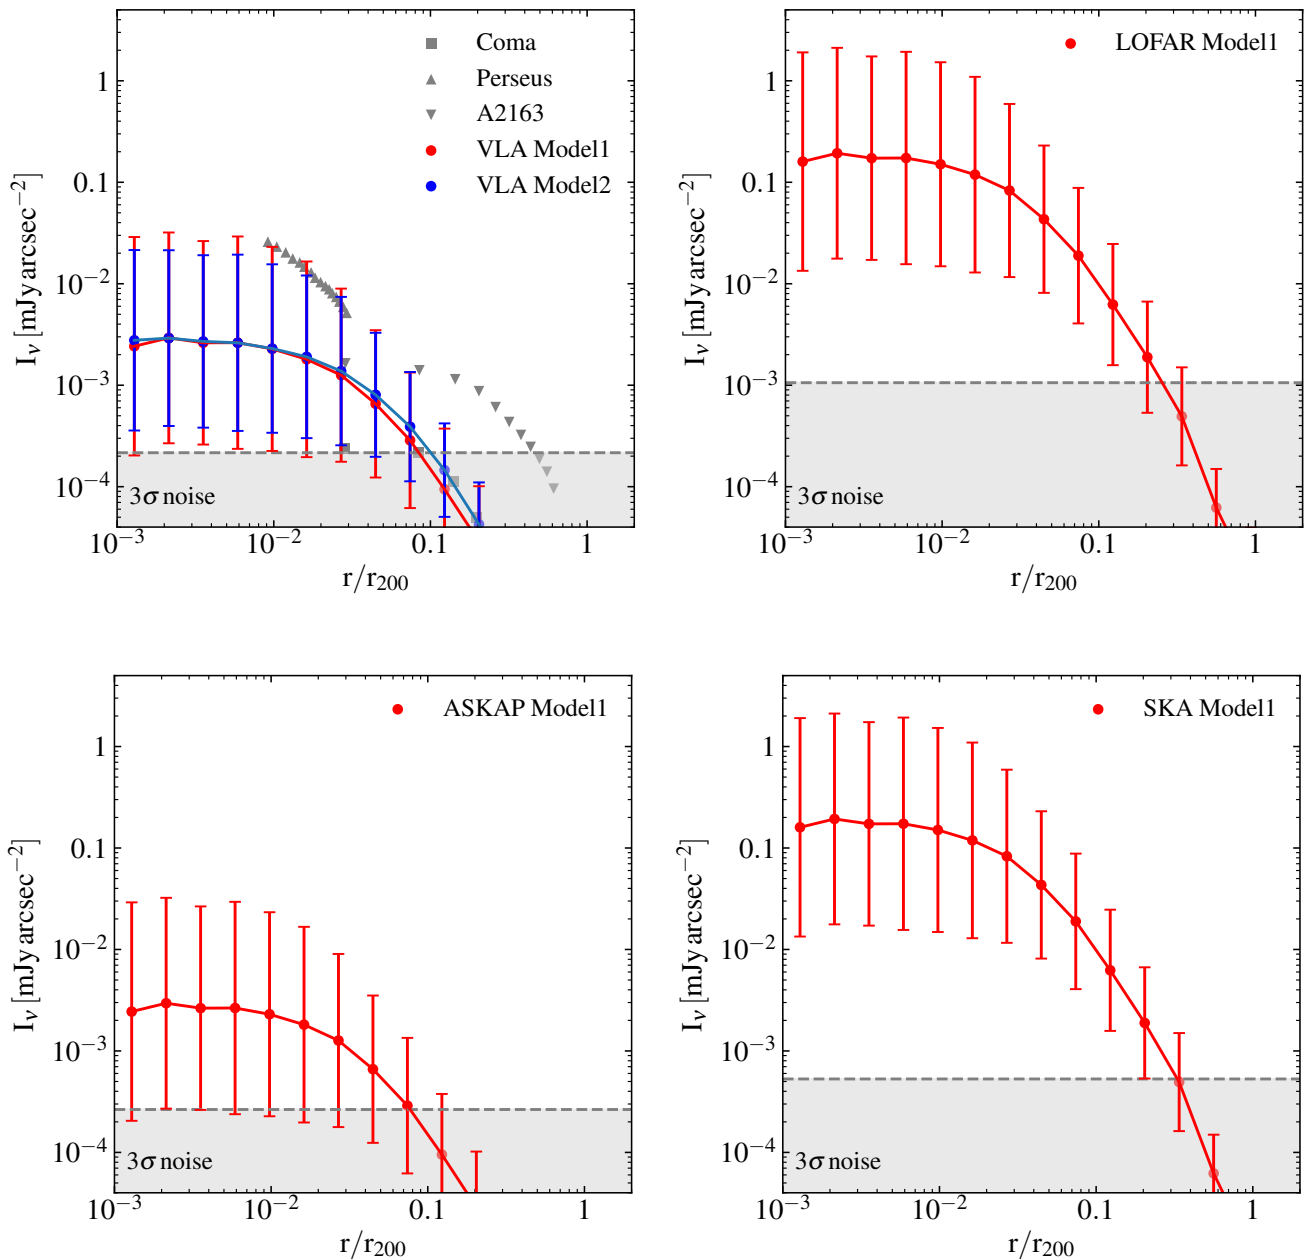 Coma
Perseus
A2163
VLA Model1
VLA Model2
1
0.1
10⁻²
10⁻³
10⁻⁴
I_ν [mJy arcsec⁻²]
3σ noise
10⁻³ 10⁻² 0.1 1
r/r₂₀₀
LOFAR Model1
1
0.1
10⁻²
10⁻³
10⁻⁴
I_ν [mJy arcsec⁻²]
3σ noise
10⁻³ 10⁻² 0.1 1
r/r₂₀₀
ASKAP Model1
1
0.1
10⁻²
10⁻³
10⁻⁴
I_ν [mJy arcsec⁻²]
3σ noise
10⁻³ 10⁻² 0.1 1
r/r₂₀₀
SKA Model1
1
0.1
10⁻²
10⁻³
10⁻⁴
I_ν [mJy arcsec⁻²]
3σ noise
10⁻³ 10⁻² 0.1 1
r/r₂₀₀